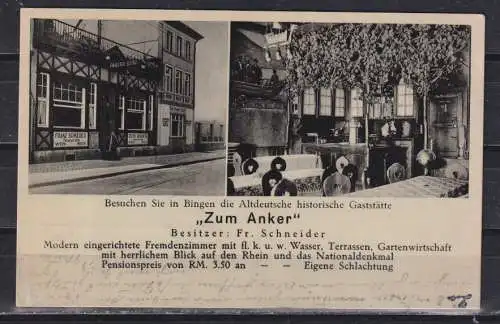 FRANZ SCHNEIDER
Besuchen Sie in Bingen die Altdeutsche historische Gaststätte
„Zum Anker"
Besitzer: Fr. Schneider
Modern eingerichtete Fremdenzimmer mit fl. k. u. w. Wasser, Terrassen, Gartenwirtschaft
mit herrlichem Blick auf den Rhein und das Nationaldenkmal
Pensionspreis von RM. 3.50 an — — Eigene Schlachtung